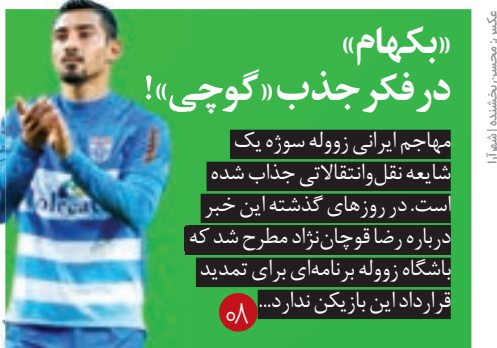 «بکهام»
در فکر جذب «گوچی»!
مهاجم ایرانی زووله سوژه یک
شایعه نقل‌وانتقالاتی جذاب شده
است. در روزهای گذشته این خبر
درباره رضا قوچان‌نژاد مطرح شد که
باشگاه زووله برنامه‌ای برای تمدید
قرارداد این بازیکن ندارد...
۰۸
عکس: محسن بخشنده | شهرآرا